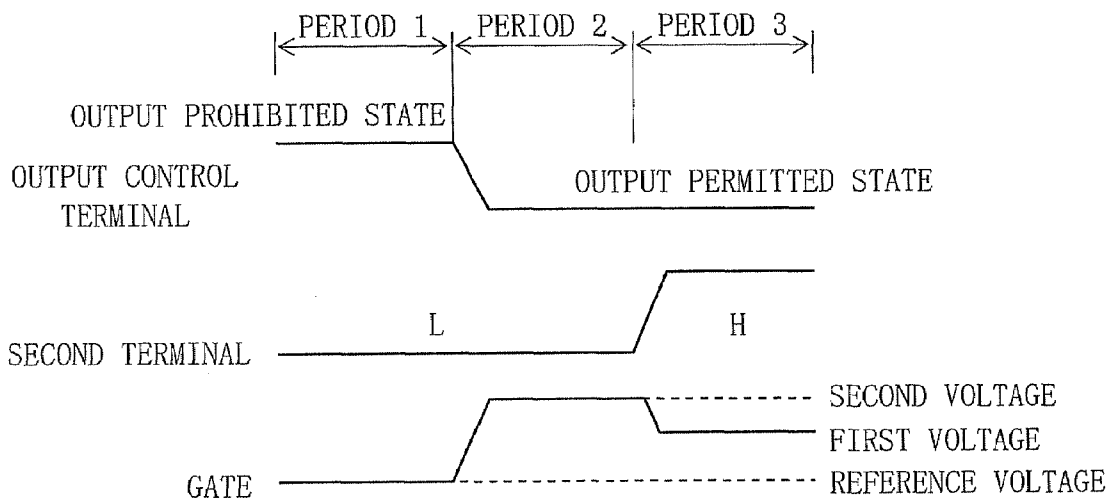 PERIOD 1 PERIOD 2 PERIOD 3
OUTPUT PROHIBITED STATE
OUTPUT CONTROL
TERMINAL
OUTPUT PERMITTED STATE
L
H
SECOND TERMINAL
SECOND VOLTAGE
FIRST VOLTAGE
GATE
REFERENCE VOLTAGE